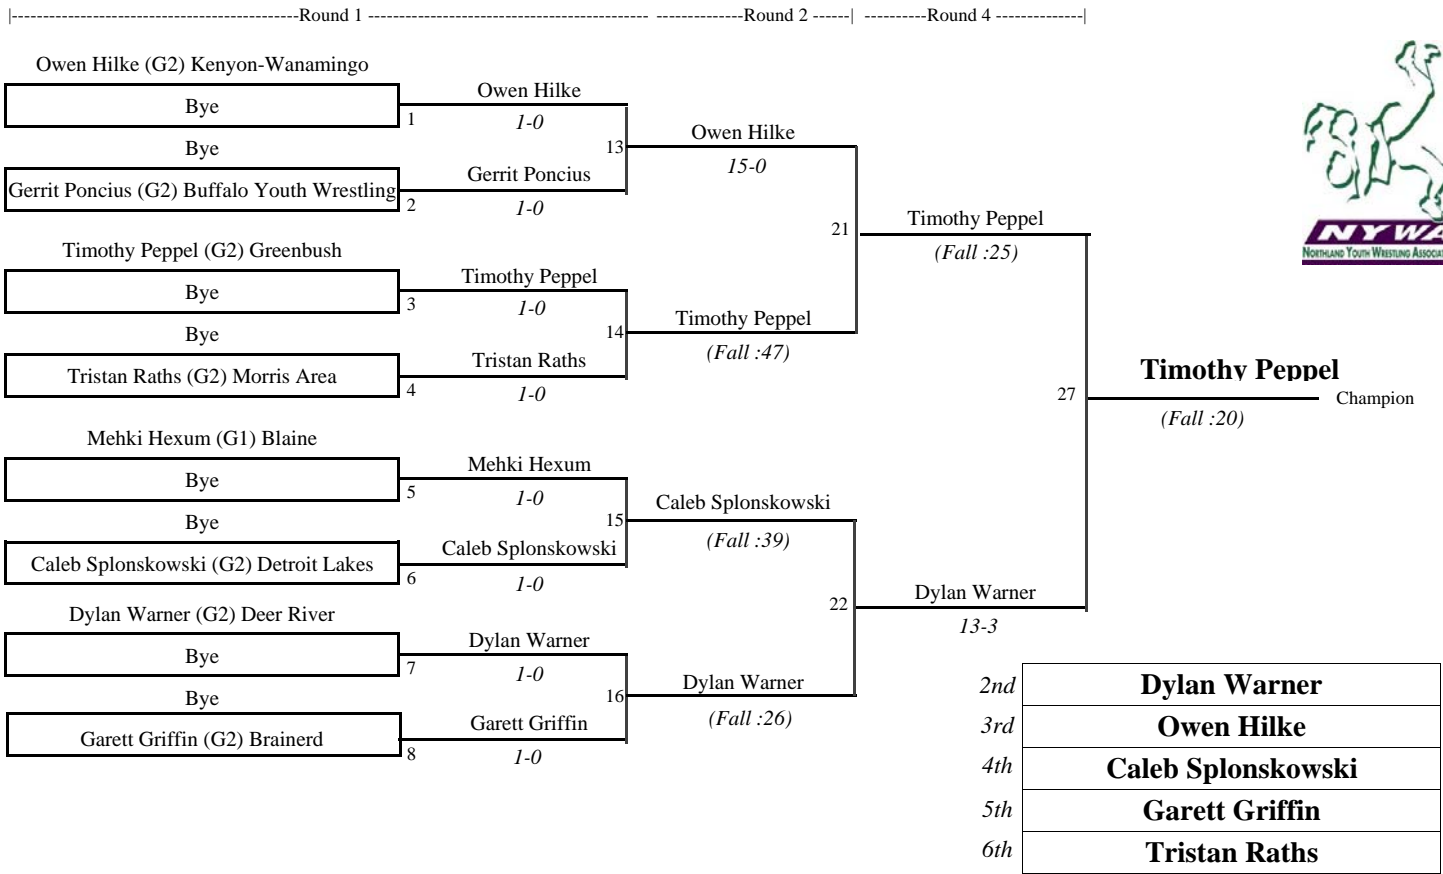 |----------------------------------------------Round 1 --------------------------------------------- --------------Round 2 ------| ----------Round 4 --------------|
Owen Hilke (G2) Kenyon-Wanamingo
Bye
1
Bye
Gerrit Poncius (G2) Buffalo Youth Wrestling
2
Timothy Peppel (G2) Greenbush
Bye
3
Bye
Tristan Raths (G2) Morris Area
4
Mehki Hexum (G1) Blaine
Bye
5
Bye
Caleb Splonskowski (G2) Detroit Lakes
6
Dylan Warner (G2) Deer River
Bye
7
Bye
Garett Griffin (G2) Brainerd
8
Owen Hilke
1-0
13
Gerrit Poncius
1-0
Timothy Peppel
1-0
14
Tristan Raths
1-0
Mehki Hexum
1-0
15
Caleb Splonskowski
1-0
Dylan Warner
1-0
16
Garett Griffin
1-0
Owen Hilke
15-0
21
Timothy Peppel
(Fall :47)
Caleb Splonskowski
(Fall :39)
22
Dylan Warner
(Fall :26)
Timothy Peppel
(Fall :25)
27
Dylan Warner
13-3
Timothy Peppel
Champion
(Fall :20)
NYWA
NORTHLAND YOUTH WRESTLING ASSOCIAT
2nd Dylan Warner
3rd Owen Hilke
4th Caleb Splonskowski
5th Garett Griffin
6th Tristan Raths